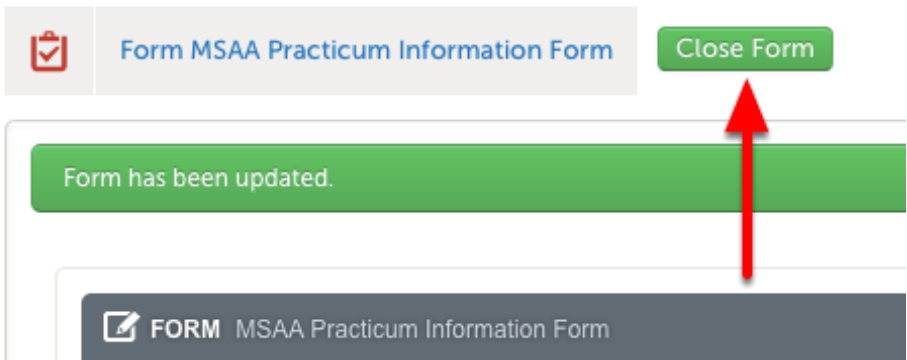 Form MSAA Practicum Information Form
Close Form
Form has been updated.
FORM MSAA Practicum Information Form